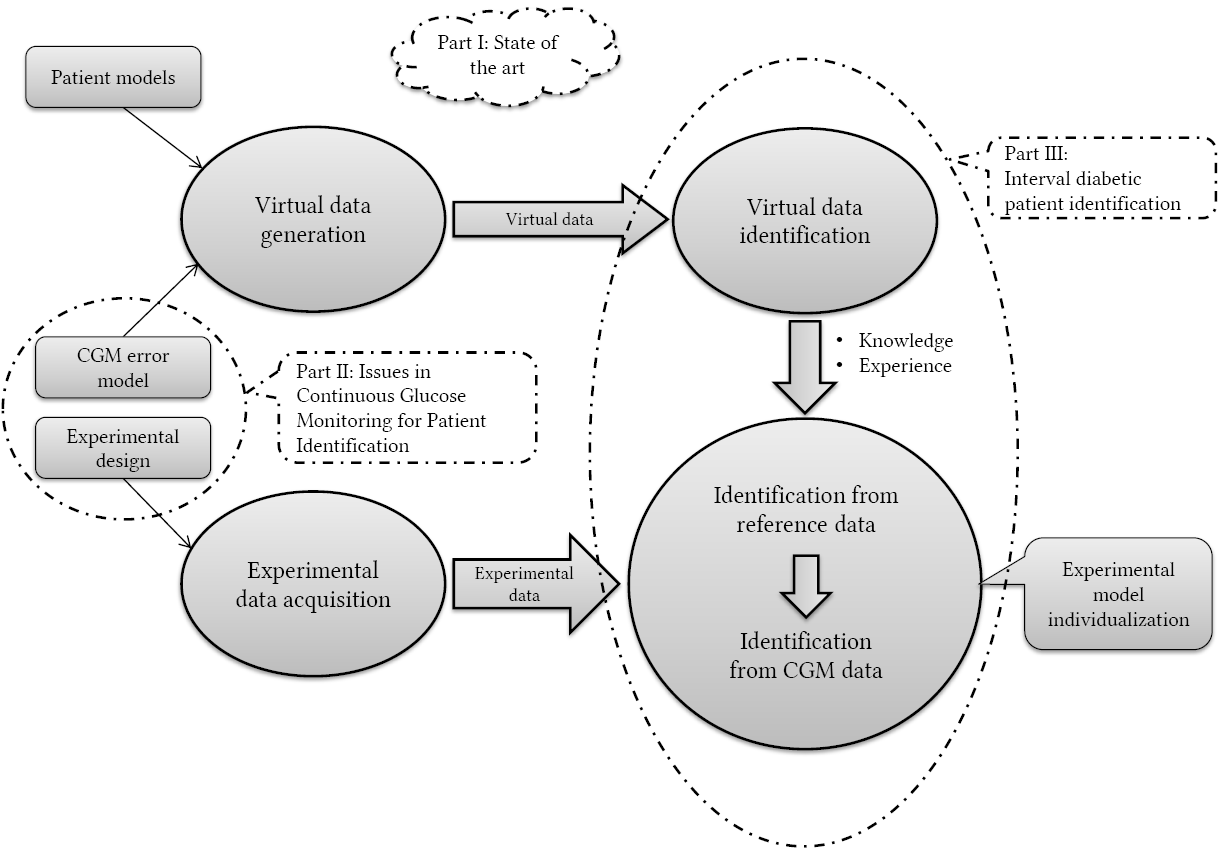 Part I: State of
the art
Patient models
Virtual data
generation
Virtual data
Virtual data
identification
Part III:
Interval diabetic
patient identification
CGM error
model
Experimental
design
Part II: Issues in
Continuous Glucose
Monitoring for Patient
Identification
• Knowledge
• Experience
Experimental
data acquisition
Experimental
data
Identification from
reference data
Identification
from CGM data
Experimental
model
individualization